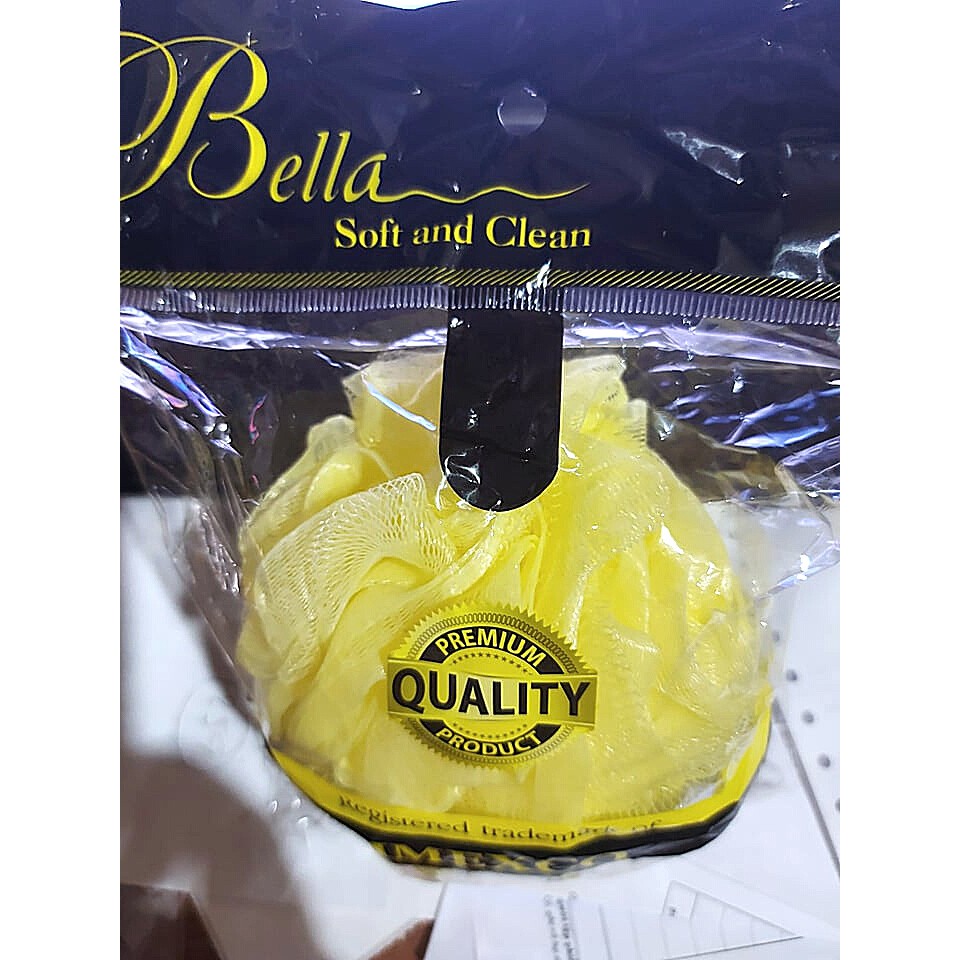 Bella
Soft and Clean
PREMIUM
QUALITY
PRODUCT
Registered trademark of